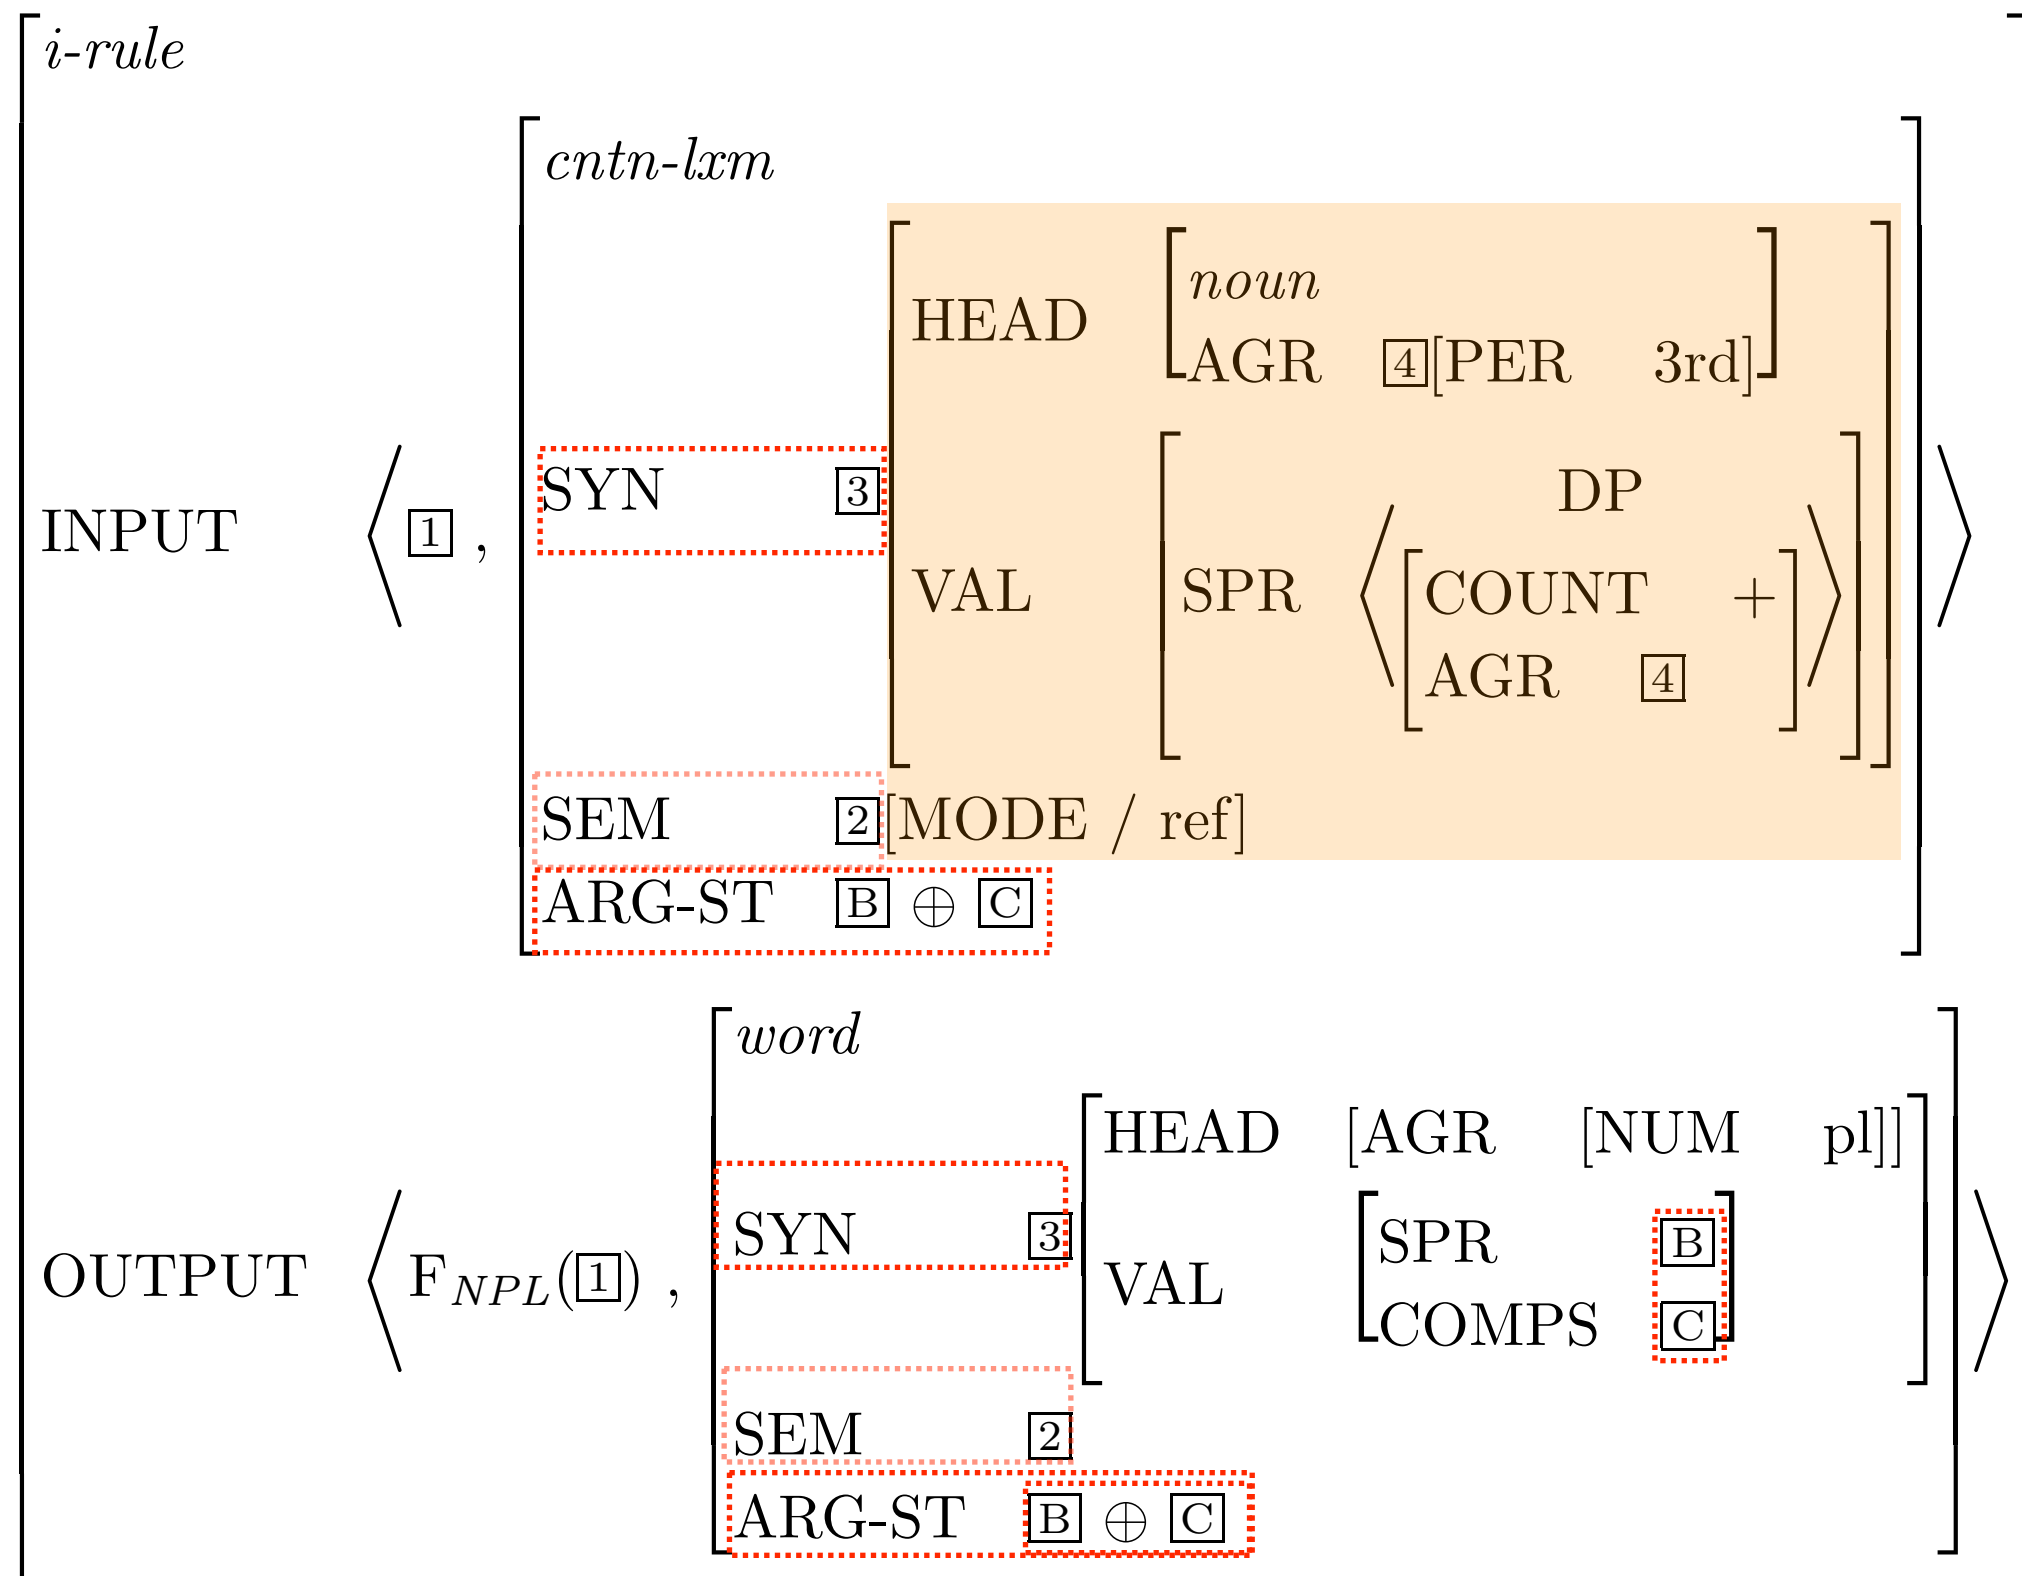 i-rule
cntn-lxm
noun
HEAD
AGR 4 [PER 3rd]
SYN 3
DP
INPUT ⟨ 1 ,
VAL SPR ⟨ COUNT + ⟩
AGR 4
SEM 2 [MODE / ref]
ARG-ST B ⊕ C
word
HEAD [AGR [NUM pl]]
SYN 3
SPR B
OUTPUT ⟨ F_NPL( 1 ) ,
VAL
COMPS C
SEM 2
ARG-ST B ⊕ C